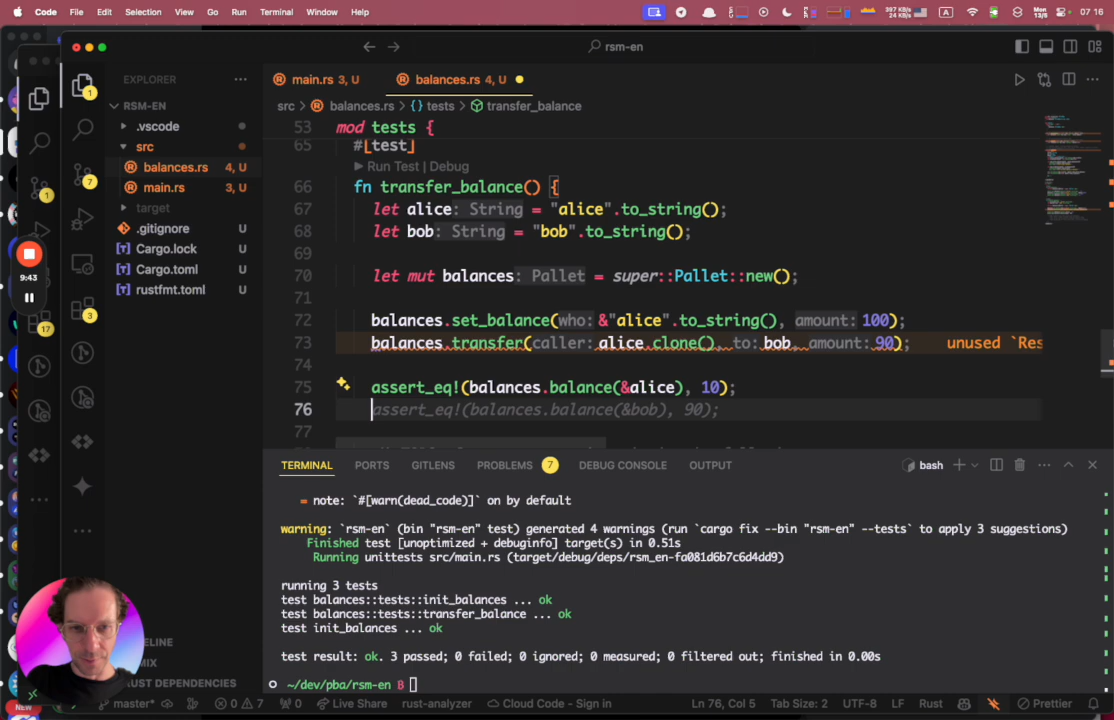 Code File Edit Selection View Go Run Terminal Window Help
397 KB/s
24 KB/s
A
Mon
13/5
07 16
rsm-en
EXPLORER
RSM-EN
.vscode
src
balances.rs 4, U
main.rs 3, U
target
.gitignore U
Cargo.lock U
Cargo.toml U
rustfmt.toml U
main.rs 3, U
balances.rs 4, U
src > balances.rs > {} tests > transfer_balance
53 mod tests {
65 #[test]
Run Test | Debug
66 fn transfer_balance() {
67 let alice: String = "alice".to_string();
68 let bob: String = "bob".to_string();
69
70 let mut balances: Pallet = super::Pallet::new();
71
72 balances.set_balance(who: &"alice".to_string(), amount: 100);
73 balances.transfer(caller: alice.clone(), to: bob, amount: 90); unused `Res
74
75 assert_eq!(balances.balance(&alice), 10);
76 assert_eq!(balances.balance(&bob), 90);
77
1
7
3
1
17
9:43
TERMINAL PORTS GITLENS PROBLEMS 7 DEBUG CONSOLE OUTPUT
bash
= note: `#[warn(dead_code)]` on by default
warning: `rsm-en` (bin "rsm-en" test) generated 4 warnings (run `cargo fix --bin "rsm-en" --tests` to apply 3 suggestions)
Finished test [unoptimized + debuginfo] target(s) in 0.51s
Running unittests src/main.rs (target/debug/deps/rsm_en-fa081d6b7c6d4dd9)
running 3 tests
test balances::tests::init_balances ... ok
test balances::tests::transfer_balance ... ok
test init_balances ... ok
test result: ok. 3 passed; 0 failed; 0 ignored; 0 measured; 0 filtered out; finished in 0.00s
~/dev/pba/rsm-en B
DEPENDENCIES
master* 0 7 0 Live Share rust-analyzer Cloud Code - Sign in Ln 76, Col 5 Tab Size: 2 UTF-8 LF Rust Prettier